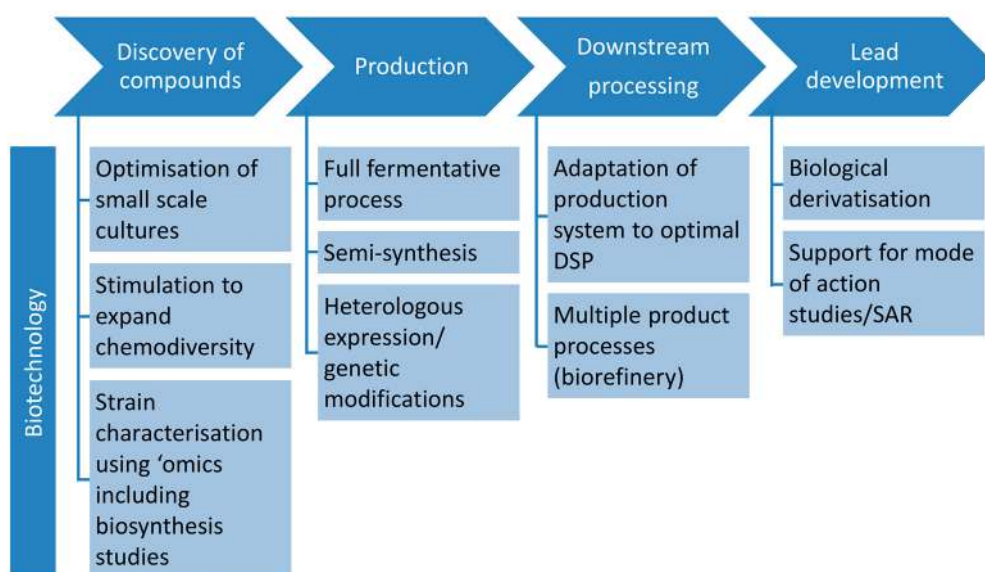 Discovery of
compounds
Production
Downstream
processing
Lead
development
Biotechnology
Optimisation of
small scale
cultures
Stimulation to
expand
chemodiversity
Strain
characterisation
using ‘omics
including
biosynthesis
studies
Full fermentative
process
Semi-synthesis
Heterologous
expression/
genetic
modifications
Adaptation of
production
system to optimal
DSP
Multiple product
processes
(biorefinery)
Biological
derivatisation
Support for mode
of action
studies/SAR